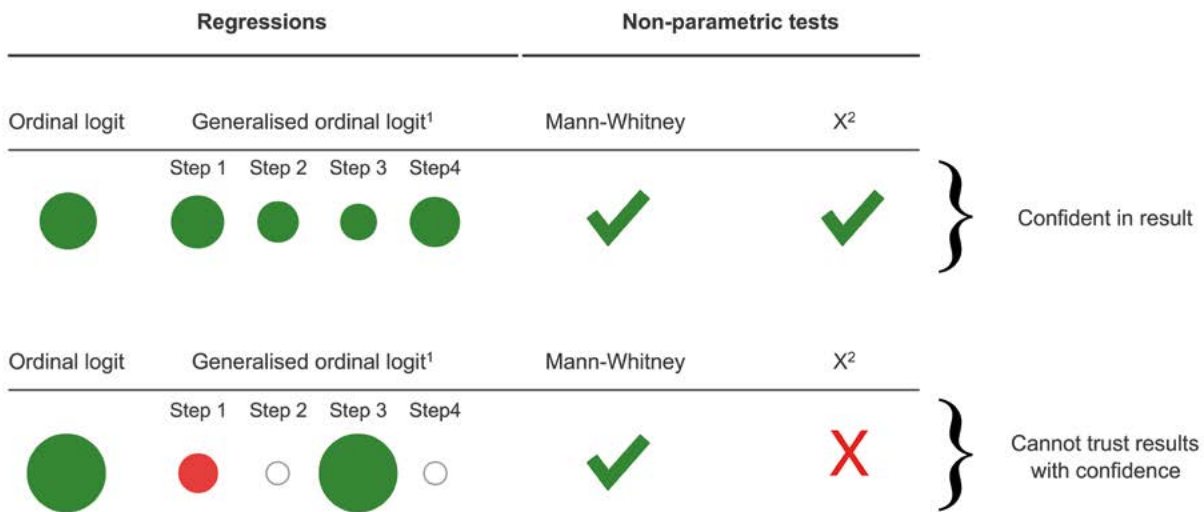 Regressions Non-parametric tests
Ordinal logit Generalised ordinal logit¹ Mann-Whitney X²
Step 1 Step 2 Step 3 Step4
Confident in result
Ordinal logit Generalised ordinal logit¹ Mann-Whitney X²
Step 1 Step 2 Step 3 Step4
X
Cannot trust results
with confidence